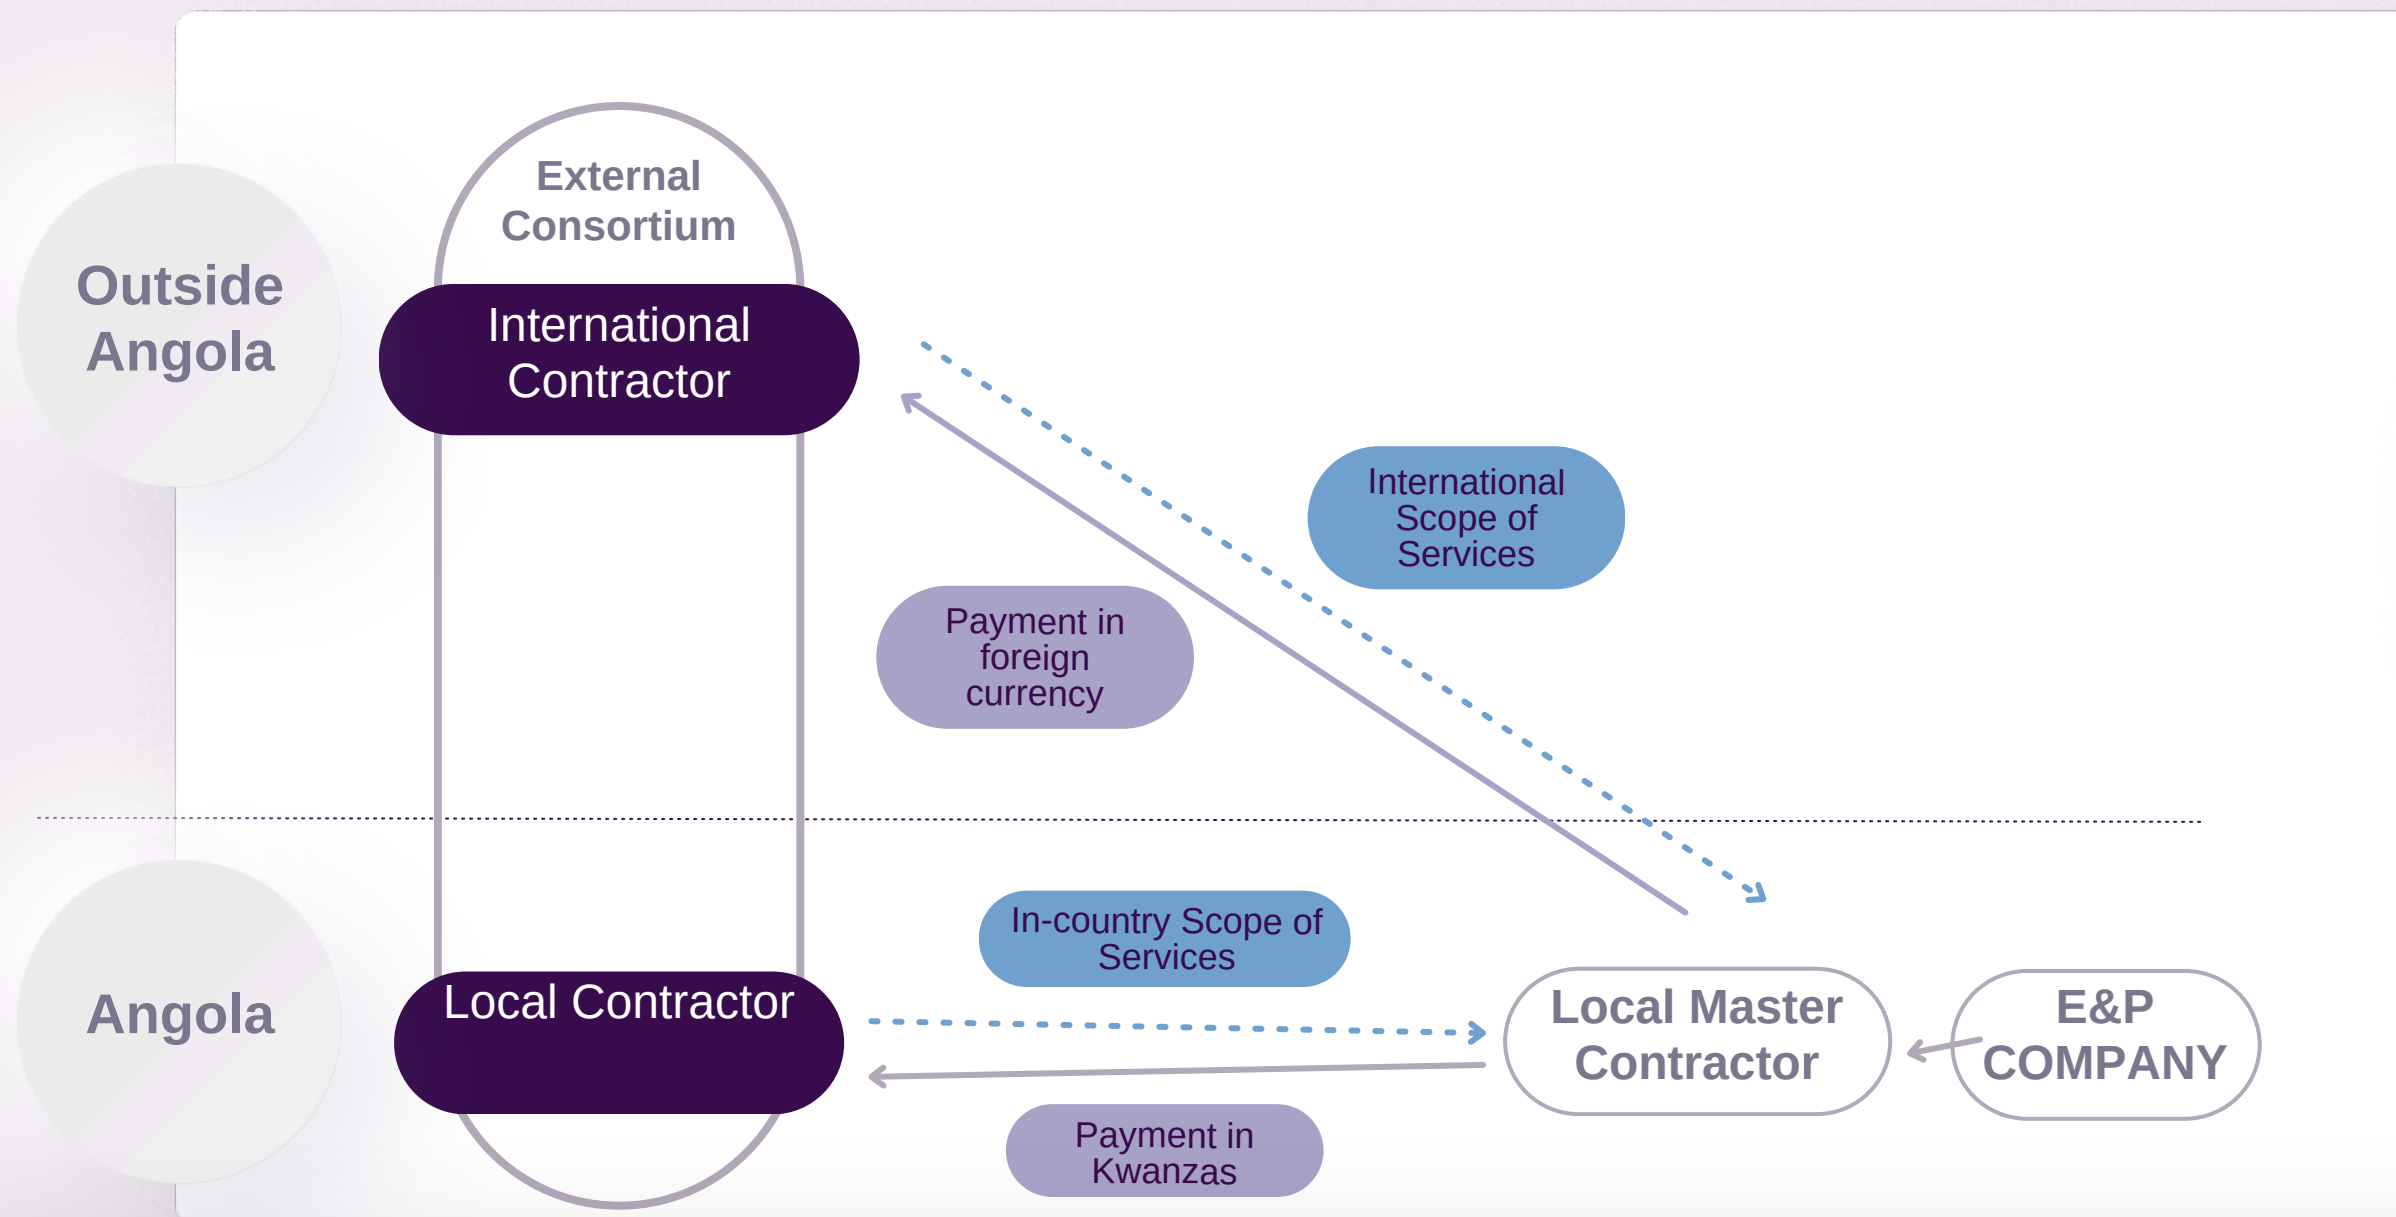 External
Consortium
Outside
Angola
International
Contractor
International
Scope of
Services
Payment in
foreign
currency
In-country Scope of
Services
Angola
Local Contractor
Local Master
Contractor
E&P
COMPANY
Payment in
Kwanzas